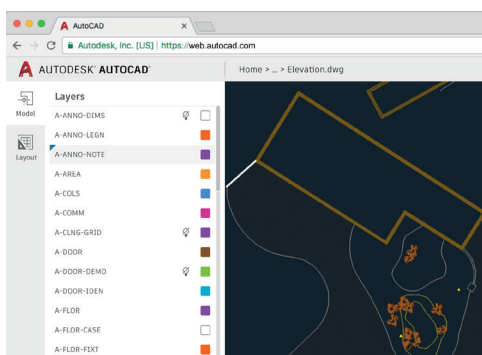 AutoCAD
Autodesk, Inc. [US] | https://web.autocad.com
AUTODESK® AUTOCAD®
Home > ... > Elevation.dwg
Model
Layout
Layers
A-ANNO-DIMS
A-ANNO-LEGN
A-ANNO-NOTE
A-AREA
A-COLS
A-COMM
A-CLNG-GRID
A-DOOR
A-DOOR-DEMO
A-DOOR-IDEN
A-FLOR
A-FLOR-CASE
A-FLOR-FIXT